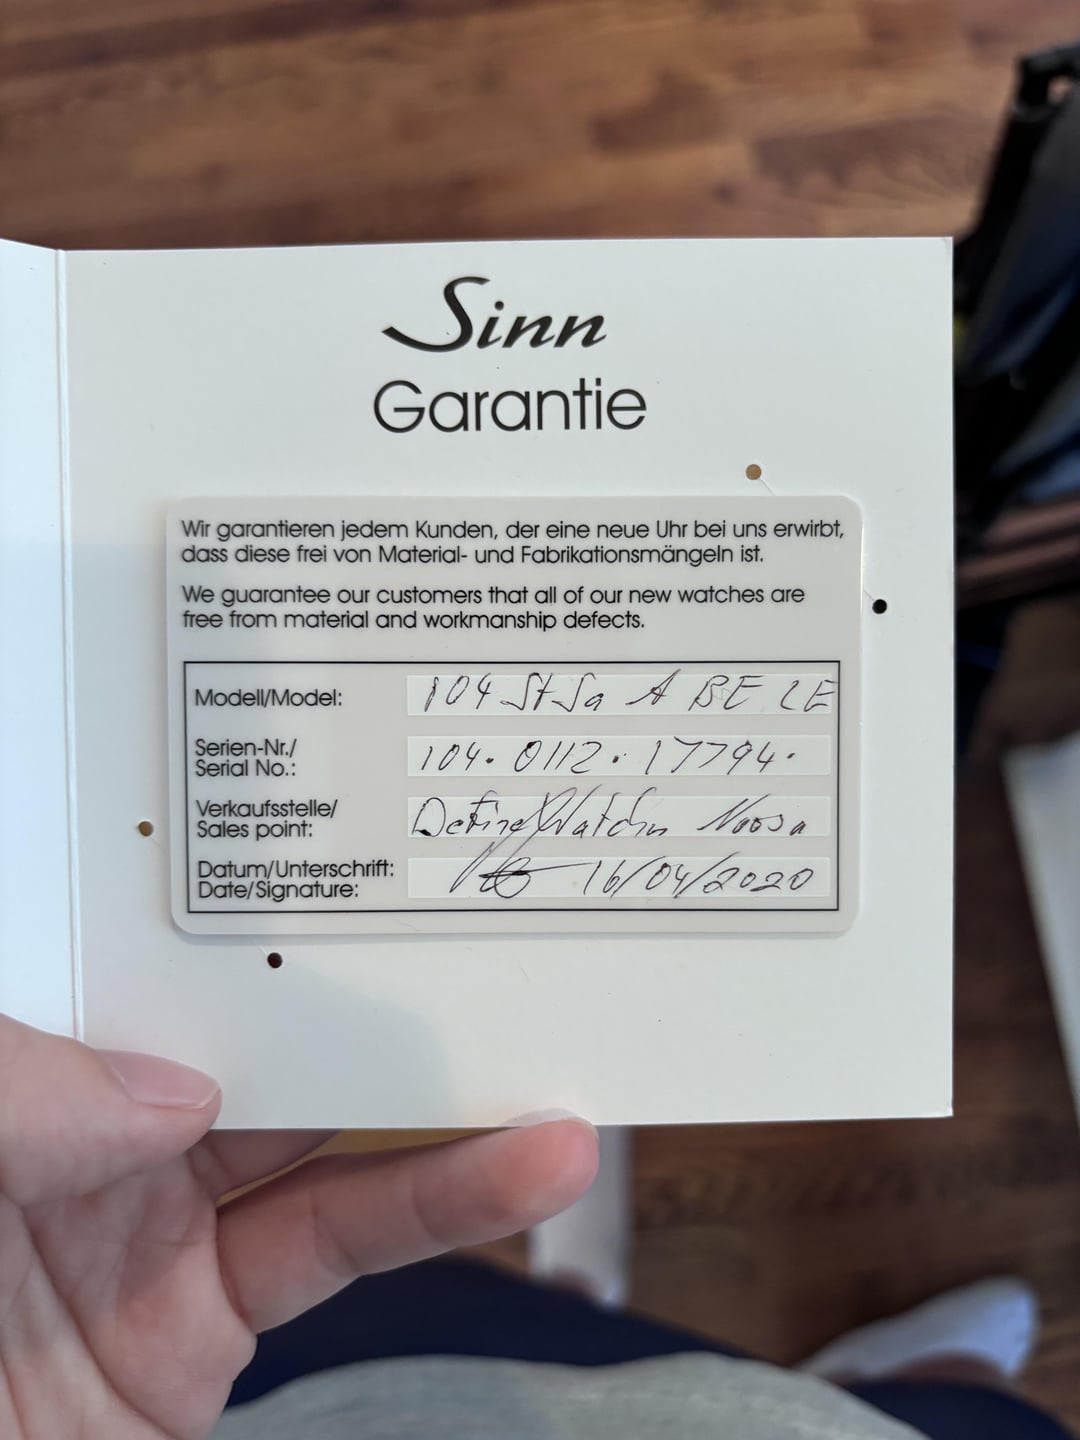 Sinn
Garantie
Wir garantieren jedem Kunden, der eine neue Uhr bei uns erwirbt,
dass diese frei von Material- und Fabrikationsmängeln ist.
We guarantee our customers that all of our new watches are
free from material and workmanship defects.
Modell/Model: 104 St Sa A BE LE
Serien-Nr./
Serial No.: 104. 0112 . 17794.
Verkaufsstelle/
Sales point: Define Watches Noosa
Datum/Unterschrift:
Date/Signature: 16/04/2020